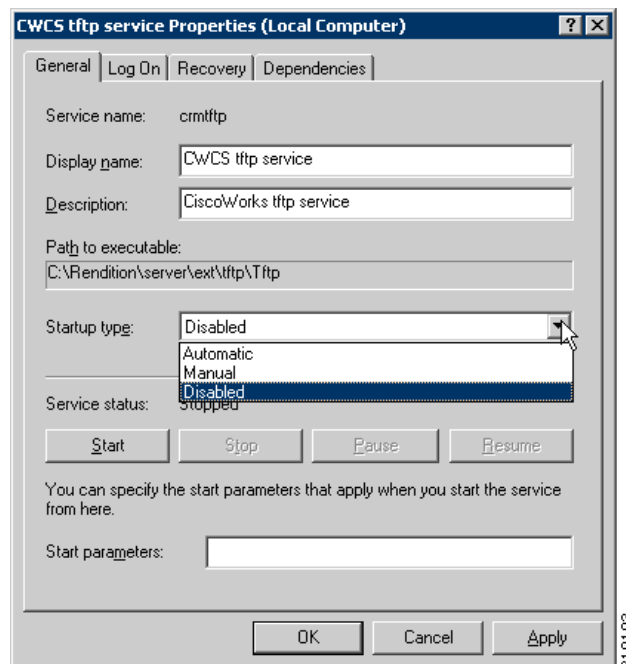 CWCS tftp service Properties (Local Computer)
General Log On Recovery Dependencies
Service name: crmtftp
Display name: CWCS tftp service
Description: CiscoWorks tftp service
Path to executable:
C:\Rendition\server\ext\tftp\Tftp
Startup type: Disabled
Automatic
Manual
Disabled
Service status: Stopped
Start Stop Pause Resume
You can specify the start parameters that apply when you start the service
from here.
Start parameters:
OK Cancel Apply